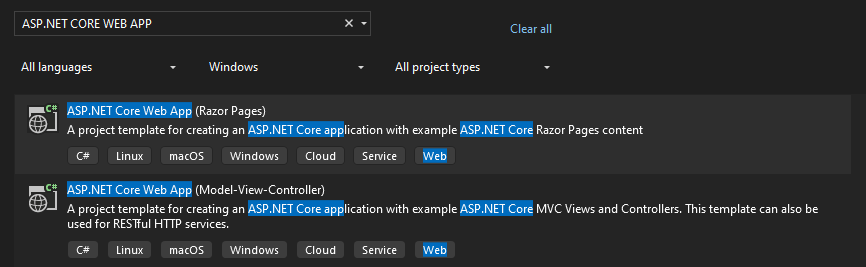 ASP.NET CORE WEB APP
Clear all
All languages
Windows
All project types
C#
ASP.NET Core Web App (Razor Pages)
A project template for creating an ASP.NET Core application with example ASP.NET Core Razor Pages content
C# Linux macOS Windows Cloud Service Web
C#
ASP.NET Core Web App (Model-View-Controller)
A project template for creating an ASP.NET Core application with example ASP.NET Core MVC Views and Controllers. This template can also be
used for RESTful HTTP services.
C# Linux macOS Windows Cloud Service Web